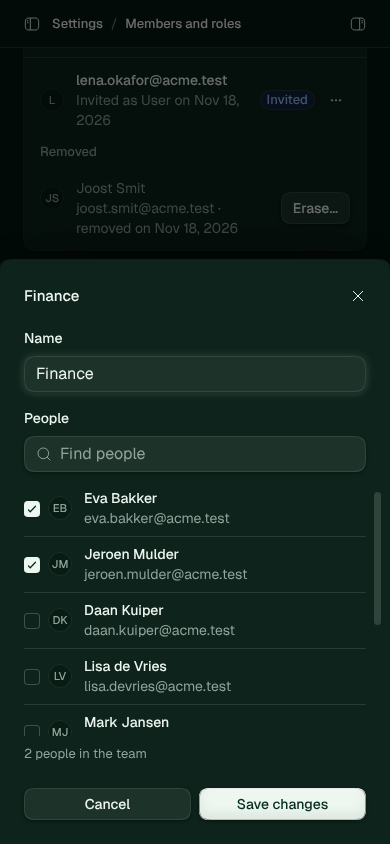 Settings / Members and roles
lena.okafor@acme.test
L
Invited as User on Nov 18,
2026
Invited
Removed
JS
Joost Smit
joost.smit@acme.test ·
removed on Nov 18, 2026
Erase...
Finance
Name
Finance
People
Find people
EB
Eva Bakker
eva.bakker@acme.test
JM
Jeroen Mulder
jeroen.mulder@acme.test
DK
Daan Kuiper
daan.kuiper@acme.test
LV
Lisa de Vries
lisa.devries@acme.test
MJ
Mark Jansen
2 people in the team
Cancel
Save changes